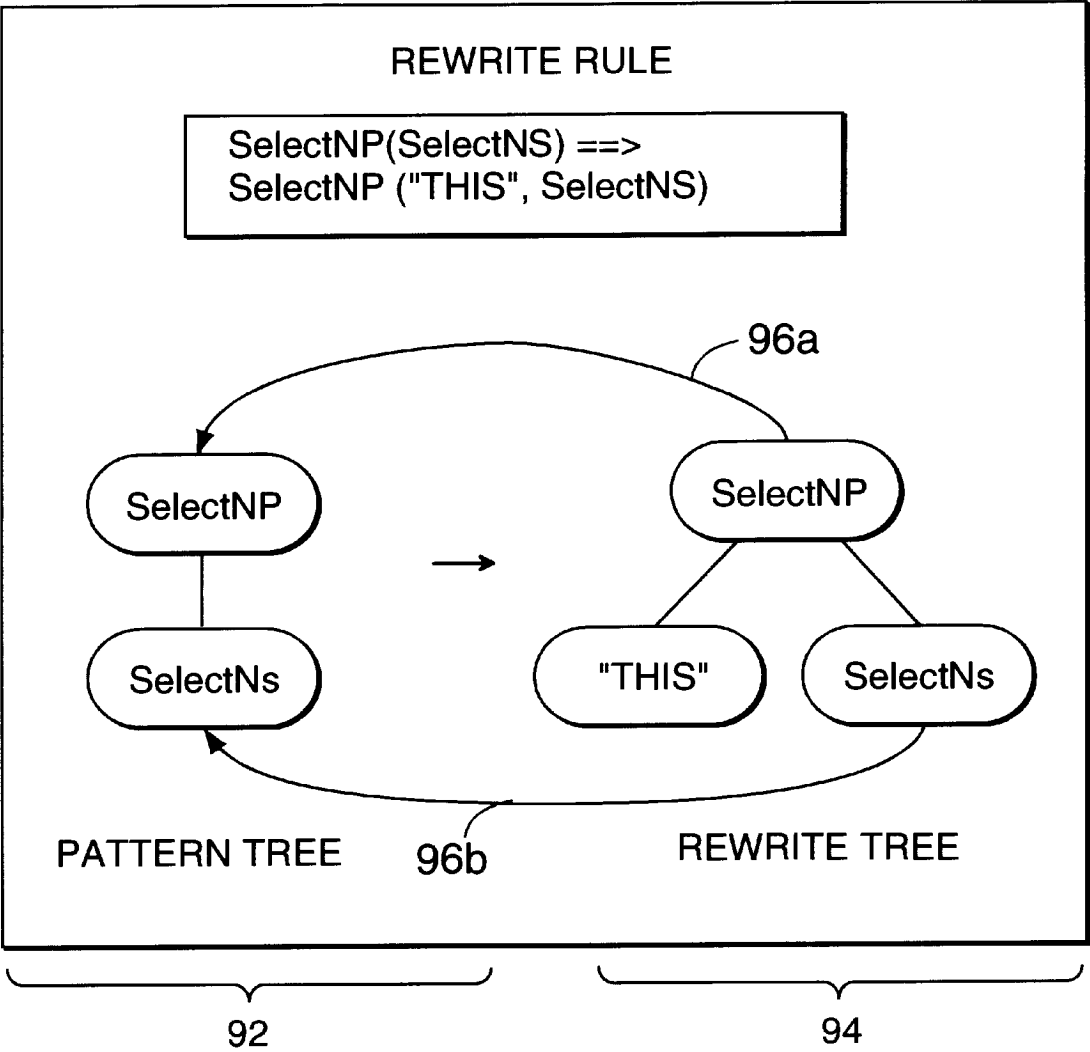 REWRITE RULE
SelectNP(SelectNS) ==>
SelectNP ("THIS", SelectNS)
96a
SelectNP
SelectNP
SelectNs
"THIS"
SelectNs
PATTERN TREE
96b
REWRITE TREE
92
94